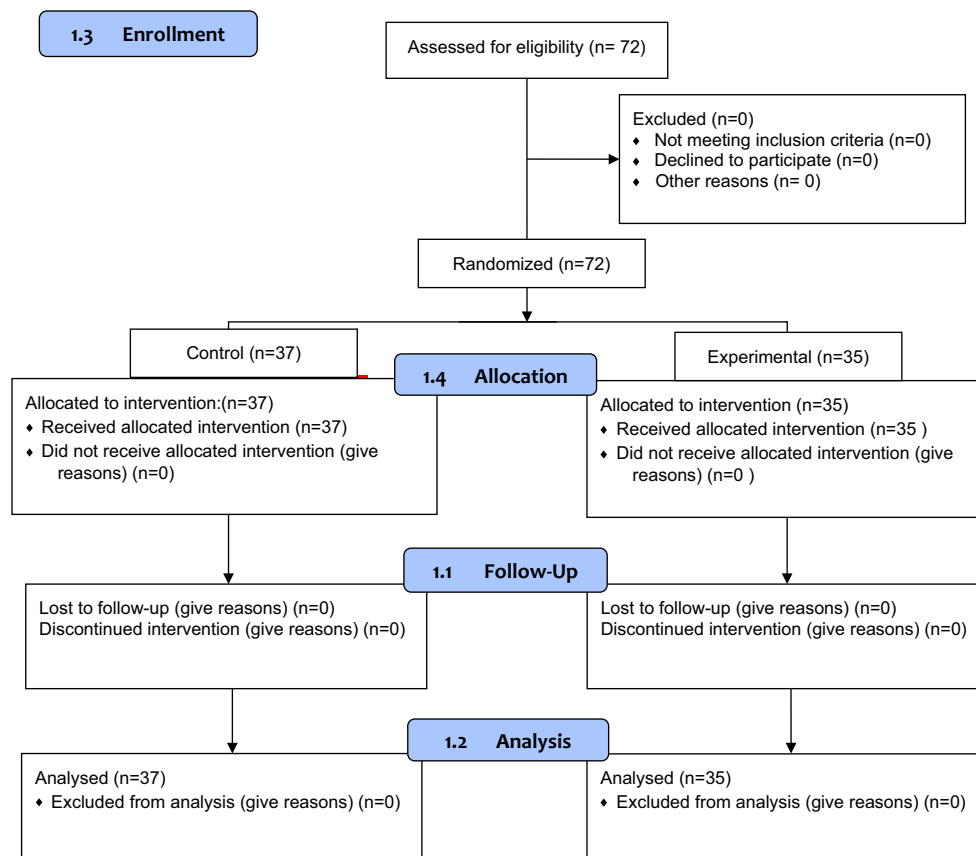 1.3 Enrollment
Assessed for eligibility (n= 72)
Excluded (n=0)
♦ Not meeting inclusion criteria (n=0)
♦ Declined to participate (n=0)
♦ Other reasons (n= 0)
Randomized (n=72)
Control (n=37)
Experimental (n=35)
1.4 Allocation
Allocated to intervention:(n=37)
♦ Received allocated intervention (n=37)
♦ Did not receive allocated intervention (give
reasons) (n=0)
Allocated to intervention (n=35)
♦ Received allocated intervention (n=35 )
♦ Did not receive allocated intervention (give
reasons) (n=0 )
1.1 Follow-Up
Lost to follow-up (give reasons) (n=0)
Discontinued intervention (give reasons) (n=0)
Lost to follow-up (give reasons) (n=0)
Discontinued intervention (give reasons) (n=0)
1.2 Analysis
Analysed (n=37)
♦ Excluded from analysis (give reasons) (n=0)
Analysed (n=35)
♦ Excluded from analysis (give reasons) (n=0)